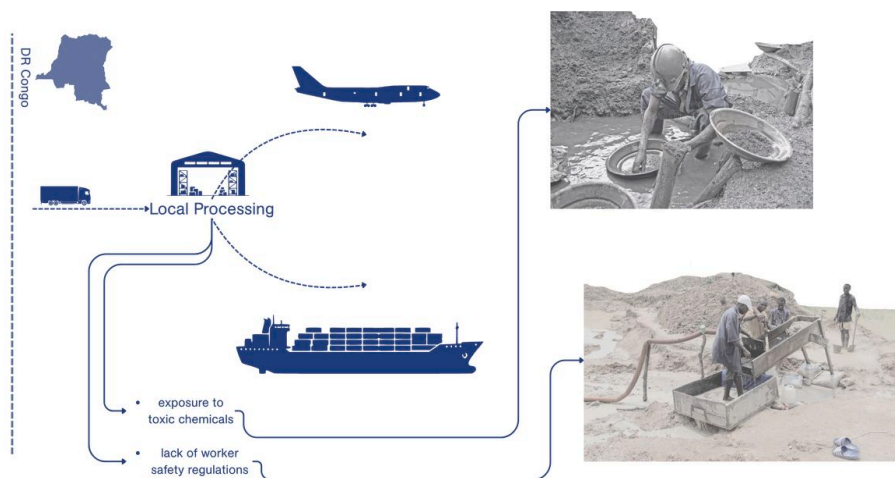 DR Congo
Local Processing
• exposure to
toxic chemicals
• lack of worker
safety regulations